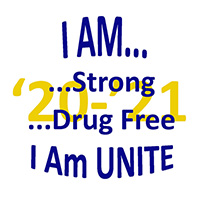 I AM...
...Strong
‘20-‘21
...Drug Free
I Am UNITE